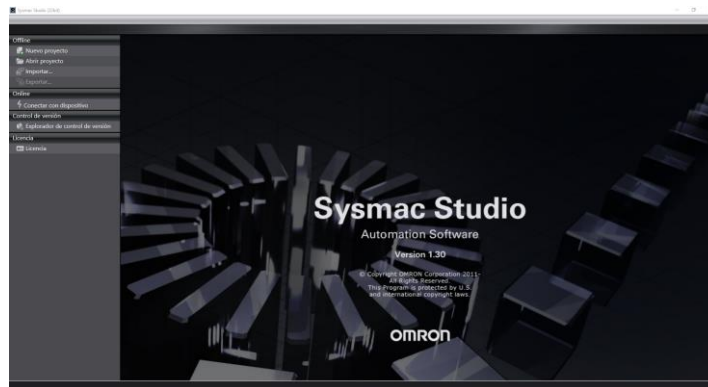 Sysmac Studio (32bit)
Offline
Nuevo proyecto
Abrir proyecto
Importar...
Exportar...
Online
Conectar con dispositivo
Control de versión
Explorador de control de versión
Licencia
Licencia
Sysmac Studio
Automation Software
Version 1.30
© Copyright OMRON Corporation 2011-
All Rights Reserved.
This Program is protected by U.S.
and international copyright laws.
OMRON